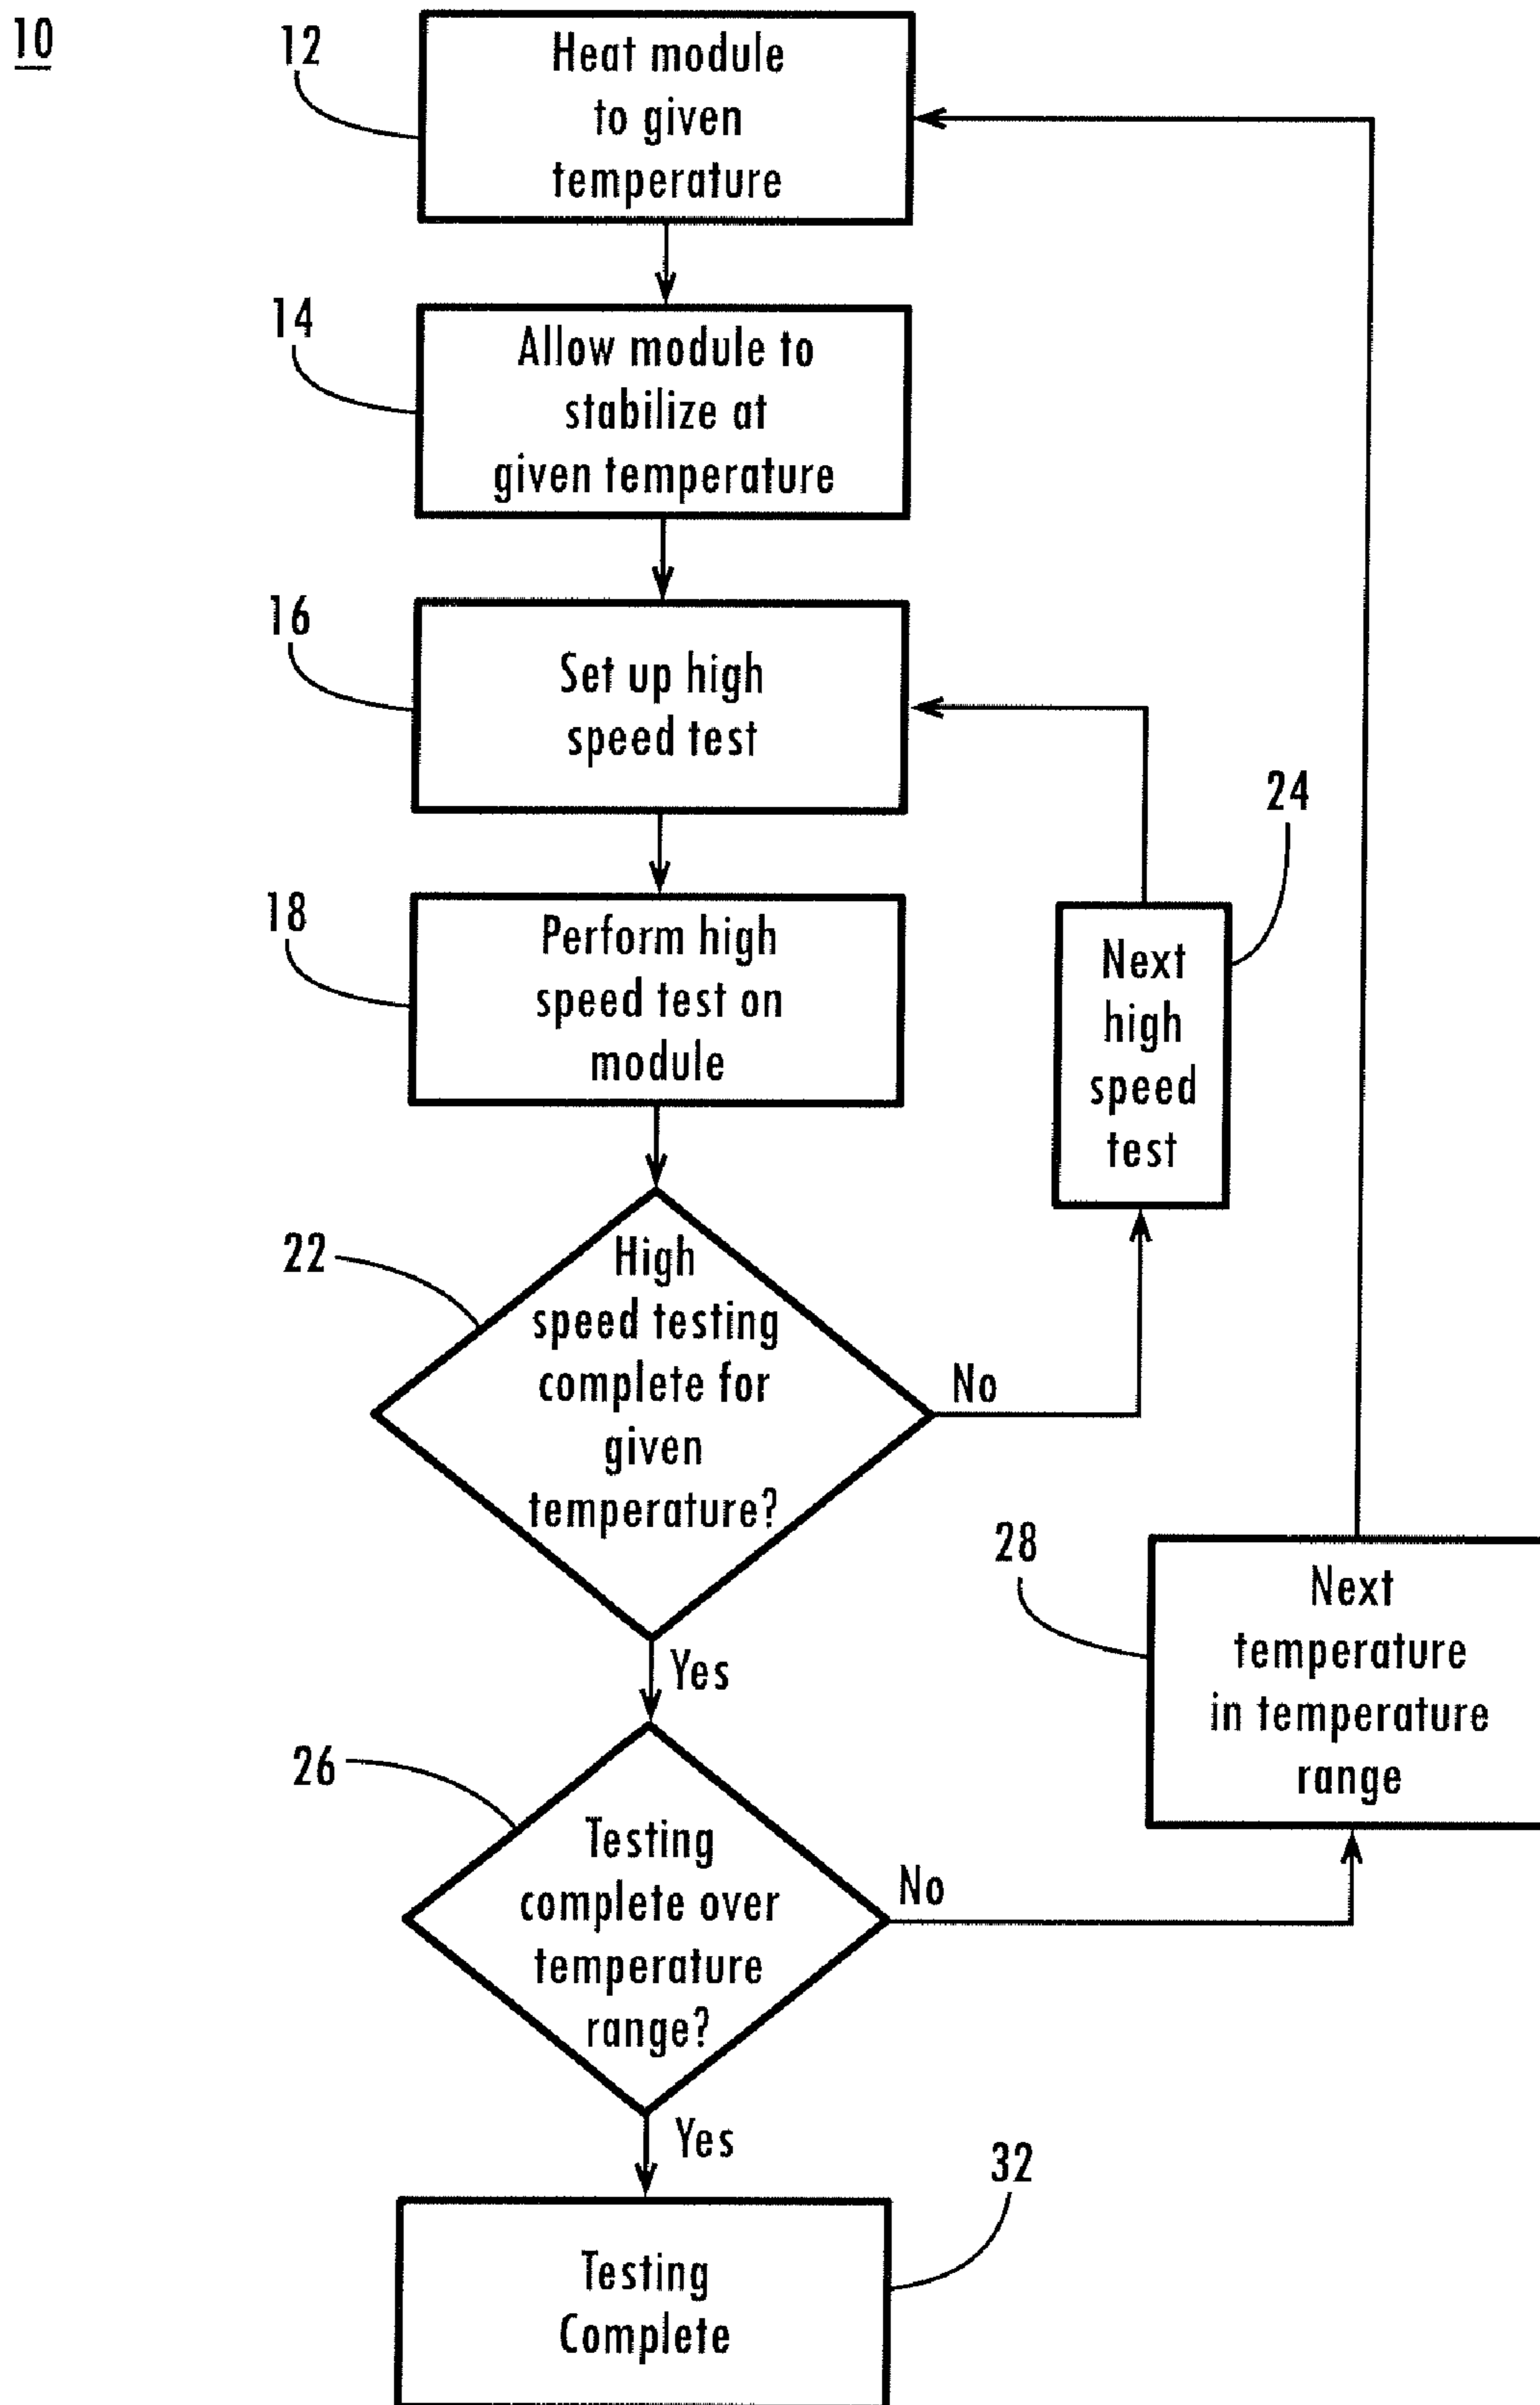 10
12
Heat module
to given
temperature
14
Allow module to
stabilize at
given temperature
16
Set up high
speed test
24
18
Perform high
speed test on
module
Next
high
speed
test
22
High
speed testing
complete for
given
temperature?
No
Yes
28
Next
temperature
in temperature
range
26
Testing
complete over
temperature
range?
No
Yes
32
Testing
Complete